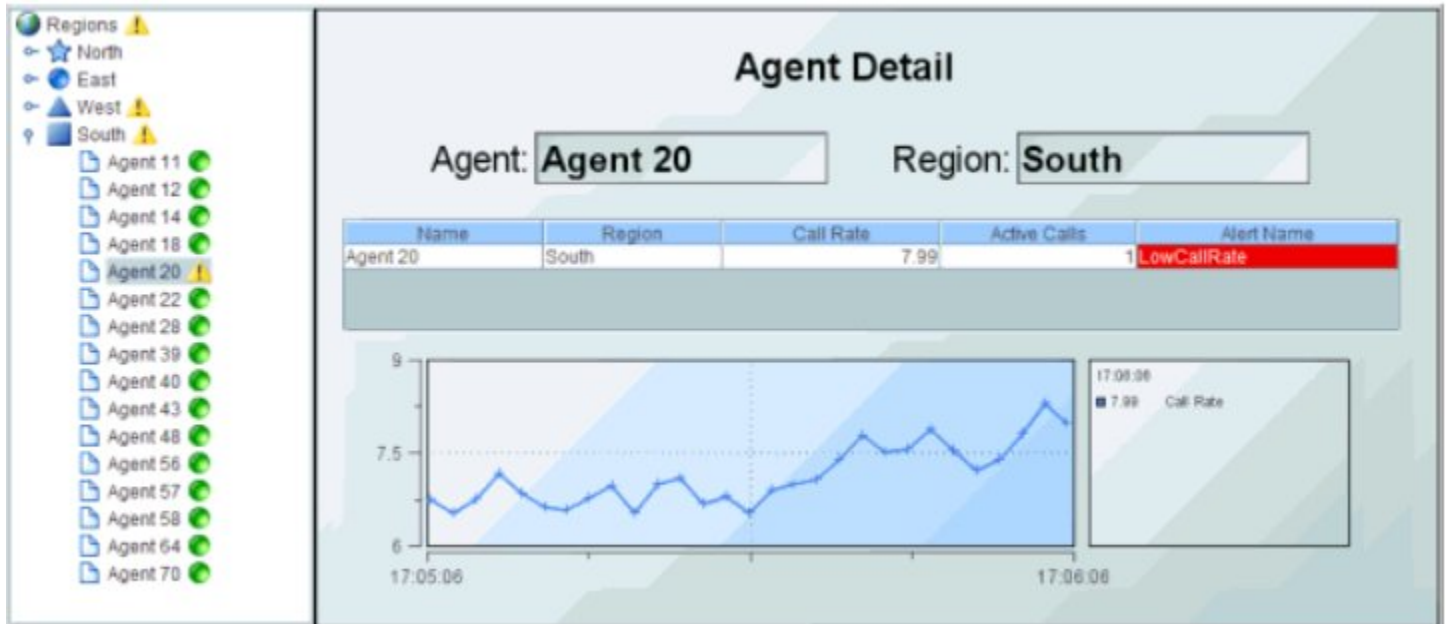 Regions
North
East
West
South
Agent 11
Agent 12
Agent 14
Agent 18
Agent 20
Agent 22
Agent 28
Agent 39
Agent 40
Agent 43
Agent 48
Agent 56
Agent 57
Agent 58
Agent 64
Agent 70
Agent Detail
Agent: Agent 20 Region: South
Name Region Call Rate Active Calls Alert Name
Agent 20 South 7.99 1 LowCallRate
9
7.5
6
17:05:06 17:06:06
17:06:06
7.99 Call Rate